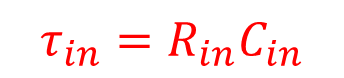 τ_in = R_in C_in